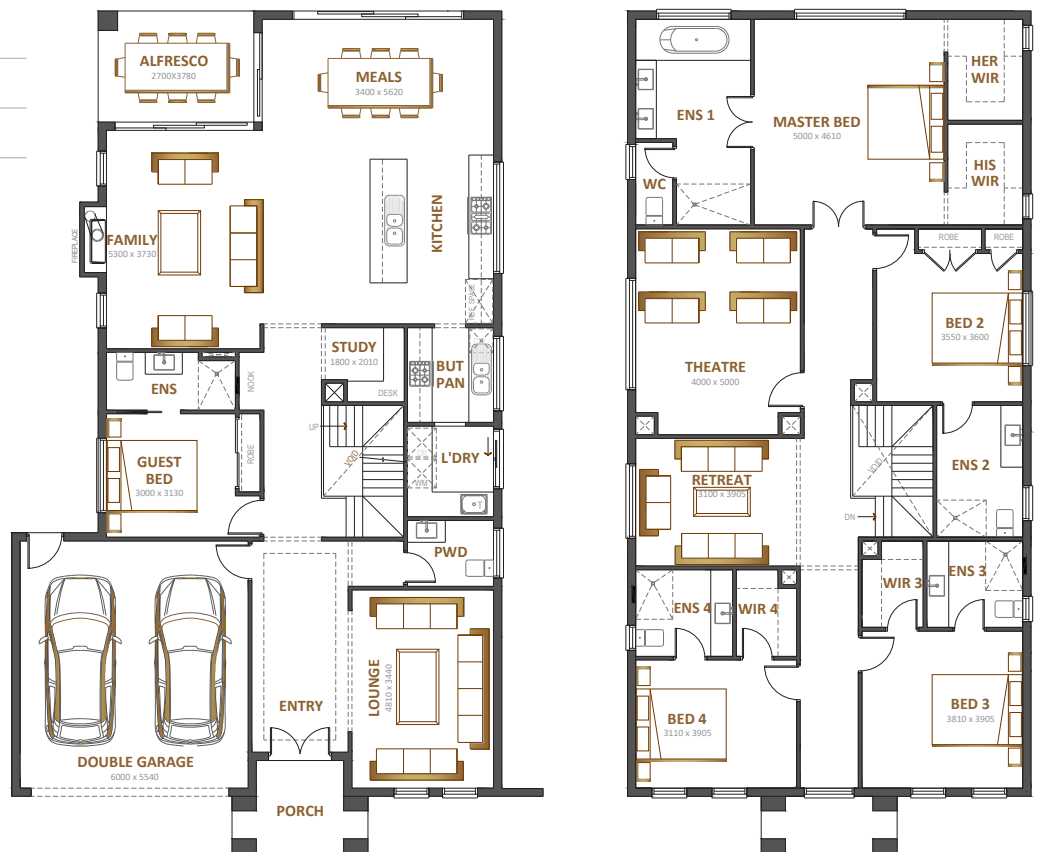 ALFRESCO
2700X3780
MEALS
3400 x 5620
FAMILY
5300 x 3730
FIREPLACE
KITCHEN
STUDY
1800 x 2010
DESK
BUT
PAN
ENS
NOOK
ROBE
GUEST
BED
3000 x 3130
UP
VOID
L'DRY
WM
T
PWD
LOUNGE
4810 x 3440
ENTRY
DOUBLE GARAGE
6000 x 5540
PORCH
ENS 1
MASTER BED
5000 x 4610
HER
WIR
HIS
WIR
WC
ROBE
ROBE
BED 2
3550 x 3600
THEATRE
4000 x 5000
RETREAT
3100 x 3905
VOID
DN
ENS 2
ENS 4
WIR 4
WIR 3
ENS 3
BED 4
3110 x 3905
BED 3
3810 x 3905